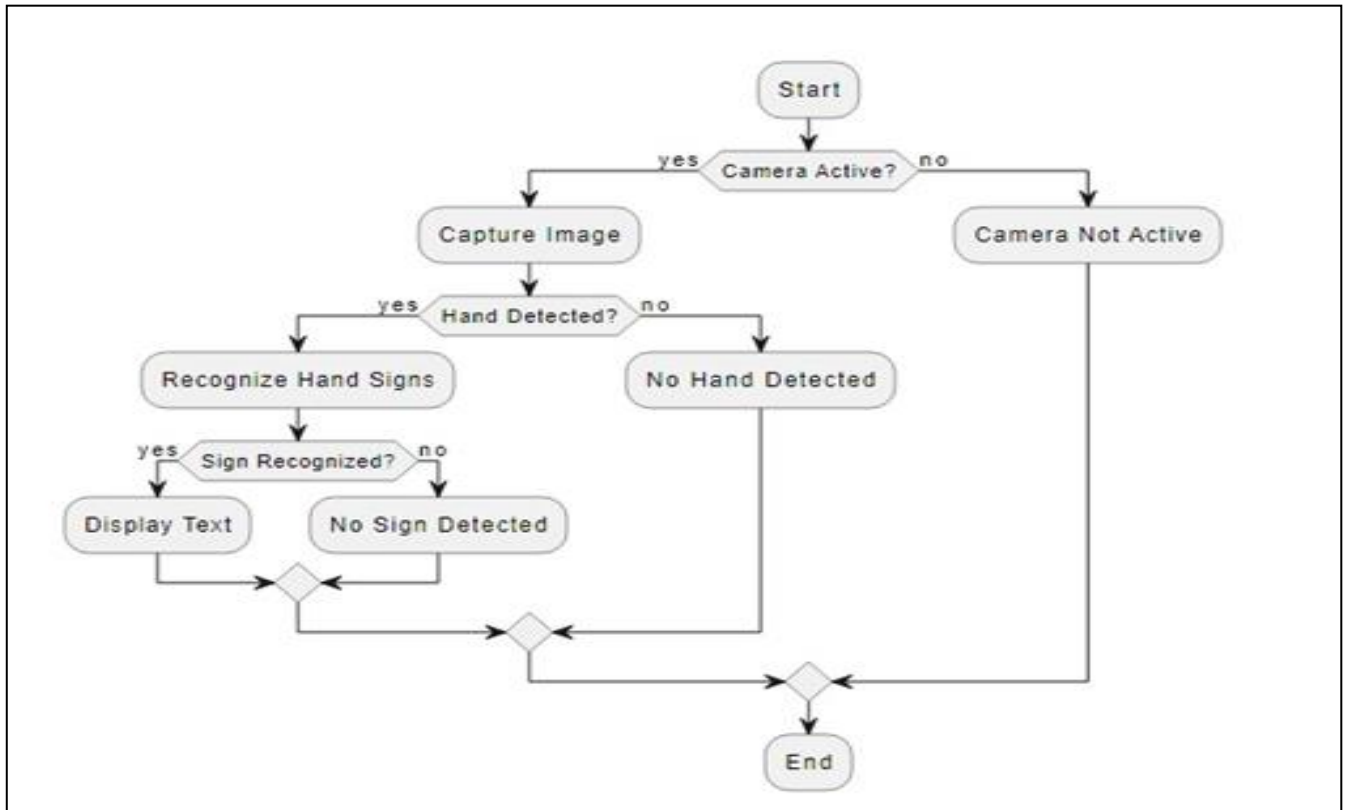 Start
yes
Camera Active?
no
Capture Image
Camera Not Active
yes
Hand Detected?
no
Recognize Hand Signs
No Hand Detected
yes
Sign Recognized?
no
Display Text
No Sign Detected
End